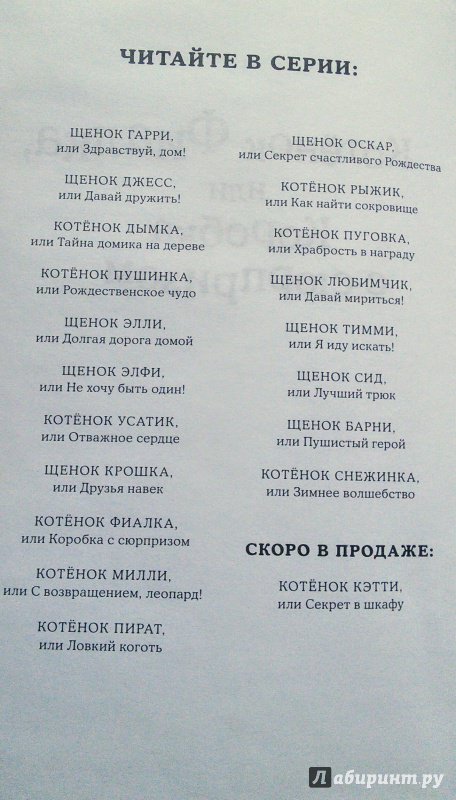 ЧИТАЙТЕ В СЕРИИ:
ЩЕНОК ГАРРИ,
или Здравствуй, дом!
ЩЕНОК ДЖЕСС,
или Давай дружить!
КОТЁНОК ДЫМКА,
или Тайна домика на дереве
КОТЁНОК ПУШИНКА,
или Рождественское чудо
ЩЕНОК ЭЛЛИ,
или Долгая дорога домой
ЩЕНОК ЭЛФИ,
или Не хочу быть один!
КОТЁНОК УСАТИК,
или Отважное сердце
ЩЕНОК КРОШКА,
или Друзья навек
КОТЁНОК ФИАЛКА,
или Коробка с сюрпризом
КОТЁНОК МИЛЛИ,
или С возвращением, леопард!
КОТЁНОК ПИРАТ,
или Ловкий коготь
ЩЕНОК ОСКАР,
или Секрет счастливого Рождества
КОТЁНОК РЫЖИК,
или Как найти сокровище
КОТЁНОК ПУГОВКА,
или Храбрость в награду
ЩЕНОК ЛЮБИМЧИК,
или Давай мириться!
ЩЕНОК ТИММИ,
или Я иду искать!
ЩЕНОК СИД,
или Лучший трюк
ЩЕНОК БАРНИ,
или Пушистый герой
КОТЁНОК СНЕЖИНКА,
или Зимнее волшебство
СКОРО В ПРОДАЖЕ:
КОТЁНОК КЭТТИ,
или Секрет в шкафу
Лабиринт.ру